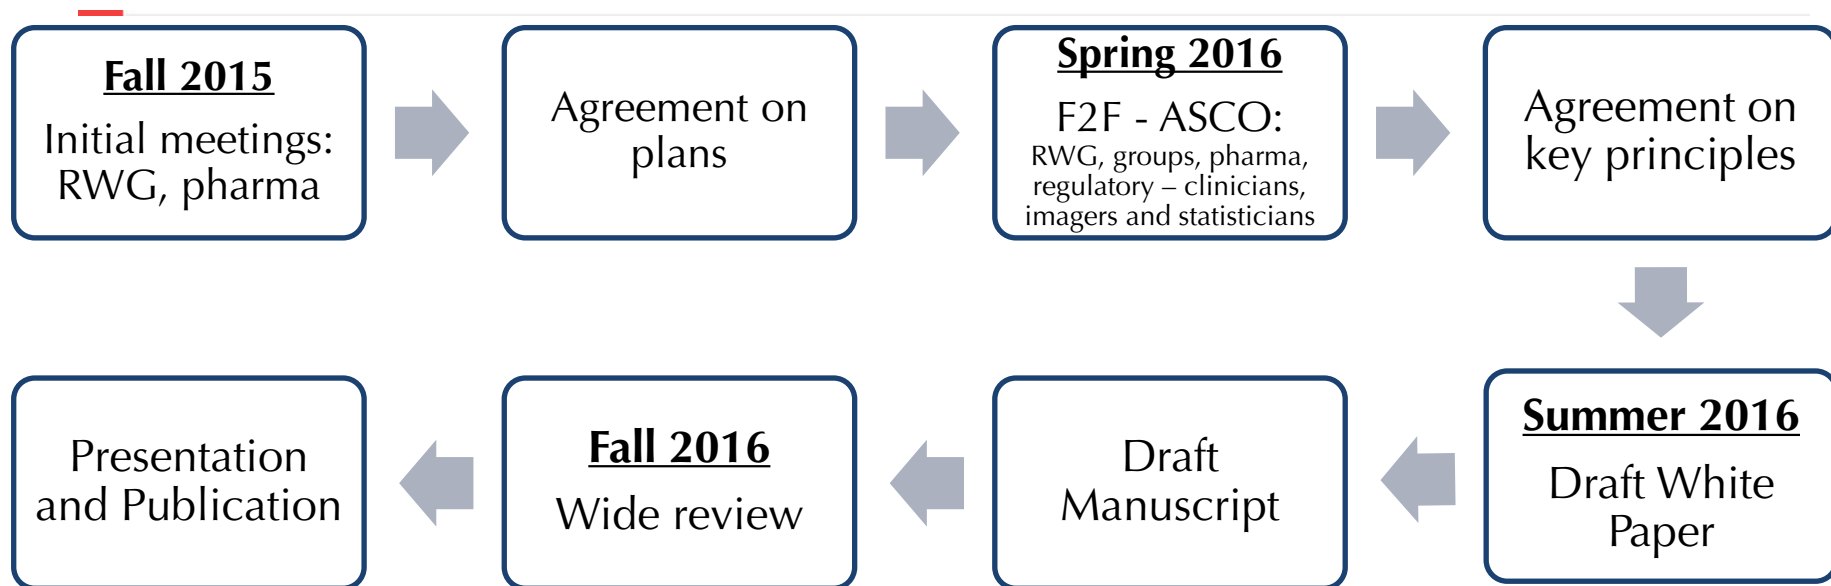 Fall 2015
Initial meetings:
RWG, pharma
Agreement on
plans
Spring 2016
F2F - ASCO:
RWG, groups, pharma,
regulatory – clinicians,
imagers and statisticians
Agreement on
key principles
Summer 2016
Draft White
Paper
Draft
Manuscript
Fall 2016
Wide review
Presentation
and Publication